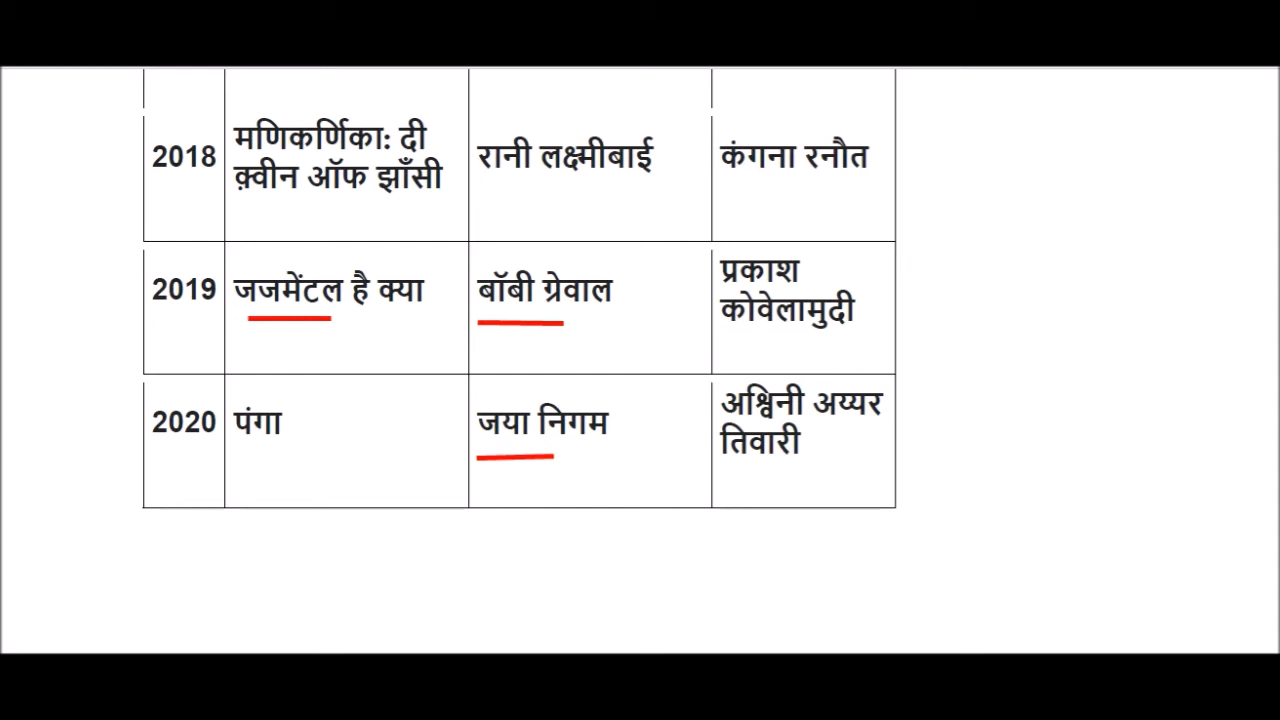 2018
मणिकर्णिका: दी
क़्वीन ऑफ झाँसी
रानी लक्ष्मीबाई
कंगना रनौत
2019
जजमेंटल है क्या
बॉबी ग्रेवाल
प्रकाश
कोवेलामुदी
2020
पंगा
जया निगम
अश्विनी अय्यर
तिवारी